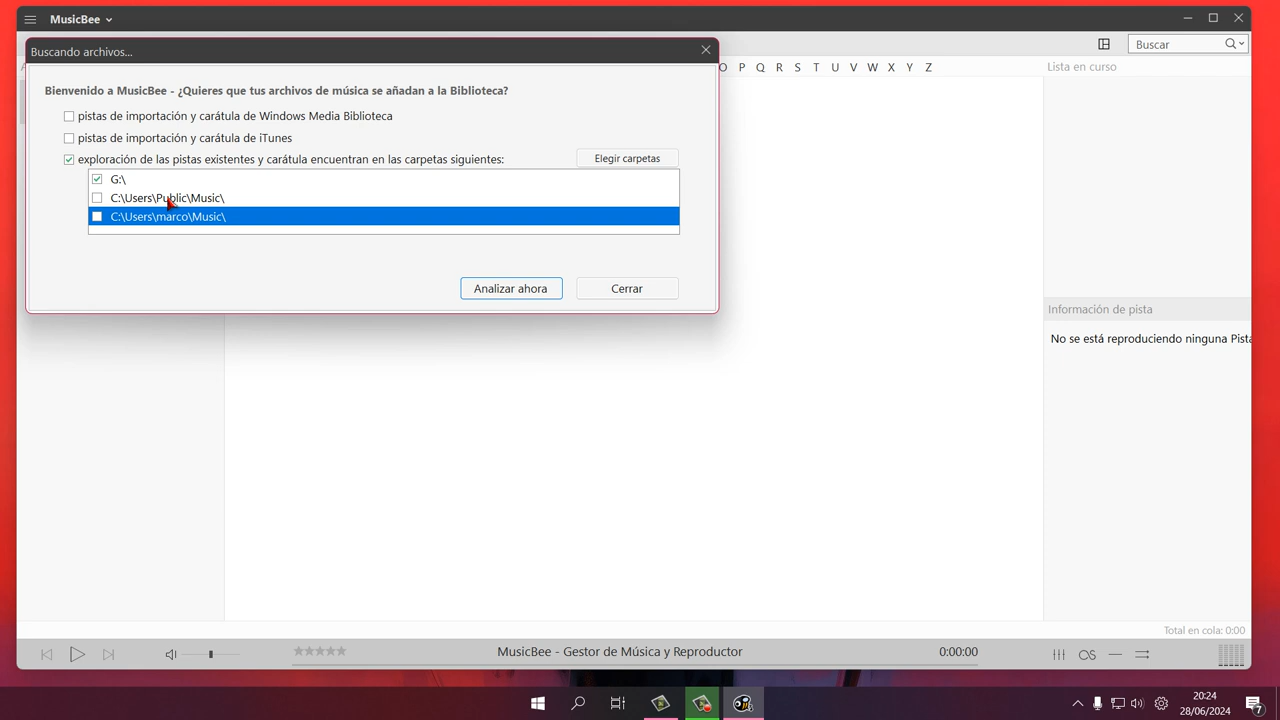 MusicBee
Buscando archivos...
Buscar
O P Q R S T U V W X Y Z
Lista en curso
Bienvenido a MusicBee - ¿Quieres que tus archivos de música se añadan a la Biblioteca?
pistas de importación y carátula de Windows Media Biblioteca
pistas de importación y carátula de iTunes
exploración de las pistas existentes y carátula encuentran en las carpetas siguientes:
Elegir carpetas
G:\
C:\Users\Public\Music\
C:\Users\marco\Music\
Analizar ahora
Cerrar
Información de pista
No se está reproduciendo ninguna Pista
Total en cola: 0:00
MusicBee - Gestor de Música y Reproductor
0:00:00
20:24
28/06/2024
7